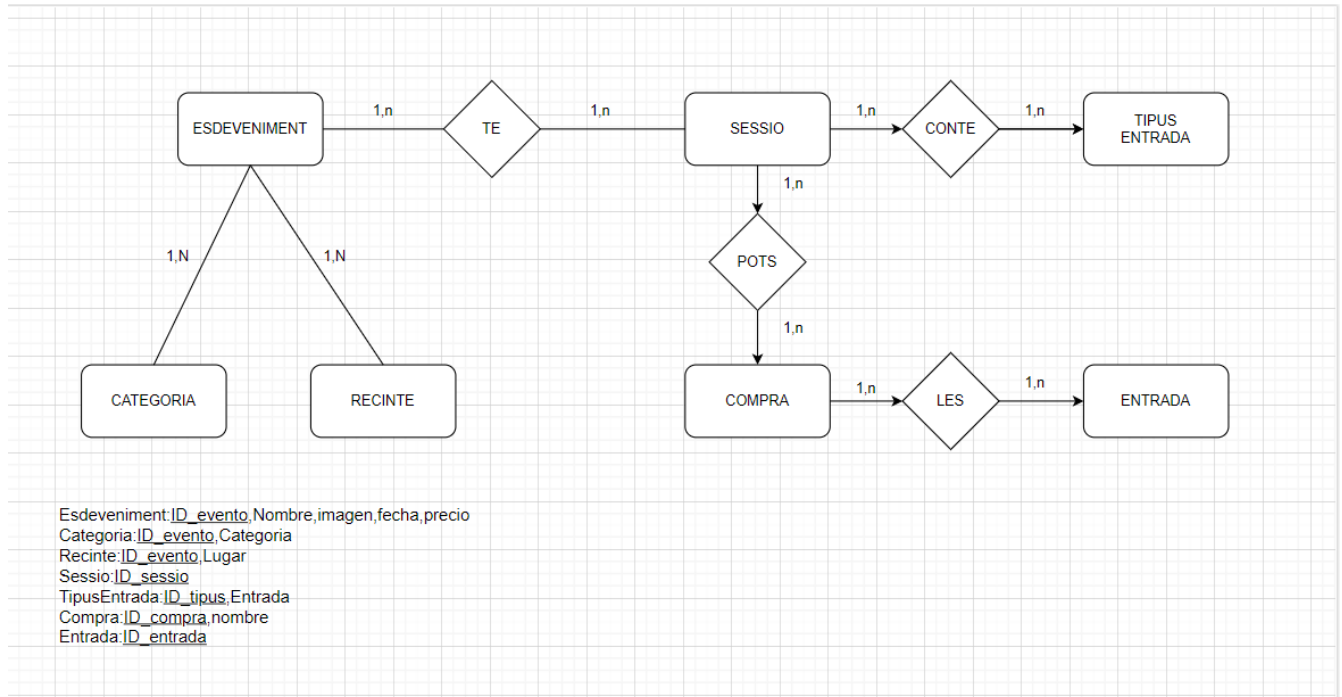 1,n
1,n
1,n
1,n
ESDEVENIMENT
TE
SESSIO
CONTE
TIPUS
ENTRADA
1,n
1,N
1,N
POTS
1,n
1,n
1,n
CATEGORIA
RECINTE
COMPRA
LES
ENTRADA
Esdeveniment:ID_evento,Nombre,imagen,fecha,precio
Categoria:ID_evento,Categoria
Recinte:ID_evento,Lugar
Sessio:ID_sessio
TipusEntrada:ID_tipus,Entrada
Compra:ID_compra,nombre
Entrada:ID_entrada